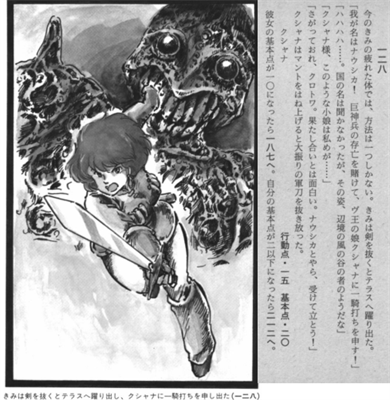 一二八
今のきみの疲れた体では、方法は一つしかない。きみは剣を抜くとテラスへ躍り出た。
「我が名はナウシカ！　巨神兵の存亡を賭けて、ヴ王の娘クシャナに一騎打ちを申す！」
「ハハハハ……。国の名は聞かなかったが、その姿、辺境の風の谷の者のようだな」
「クシャナ様、このような小娘は私めが……」
「さがっておれ、クロトワ。果たし合いとは面白い。ナウシカとやら、受けて立とう！」
クシャナはマントをはね上げると大振りの軍刀を抜き放った。
クシャナ　　行動点・一五　基本点・二〇
彼女の基本点が一〇になったら一八七へ。自分の基本点が二以下になったら二一二へ。
きみは剣を抜くとテラスへ躍り出し、クシャナに一騎打ちを申し出た(一二八)